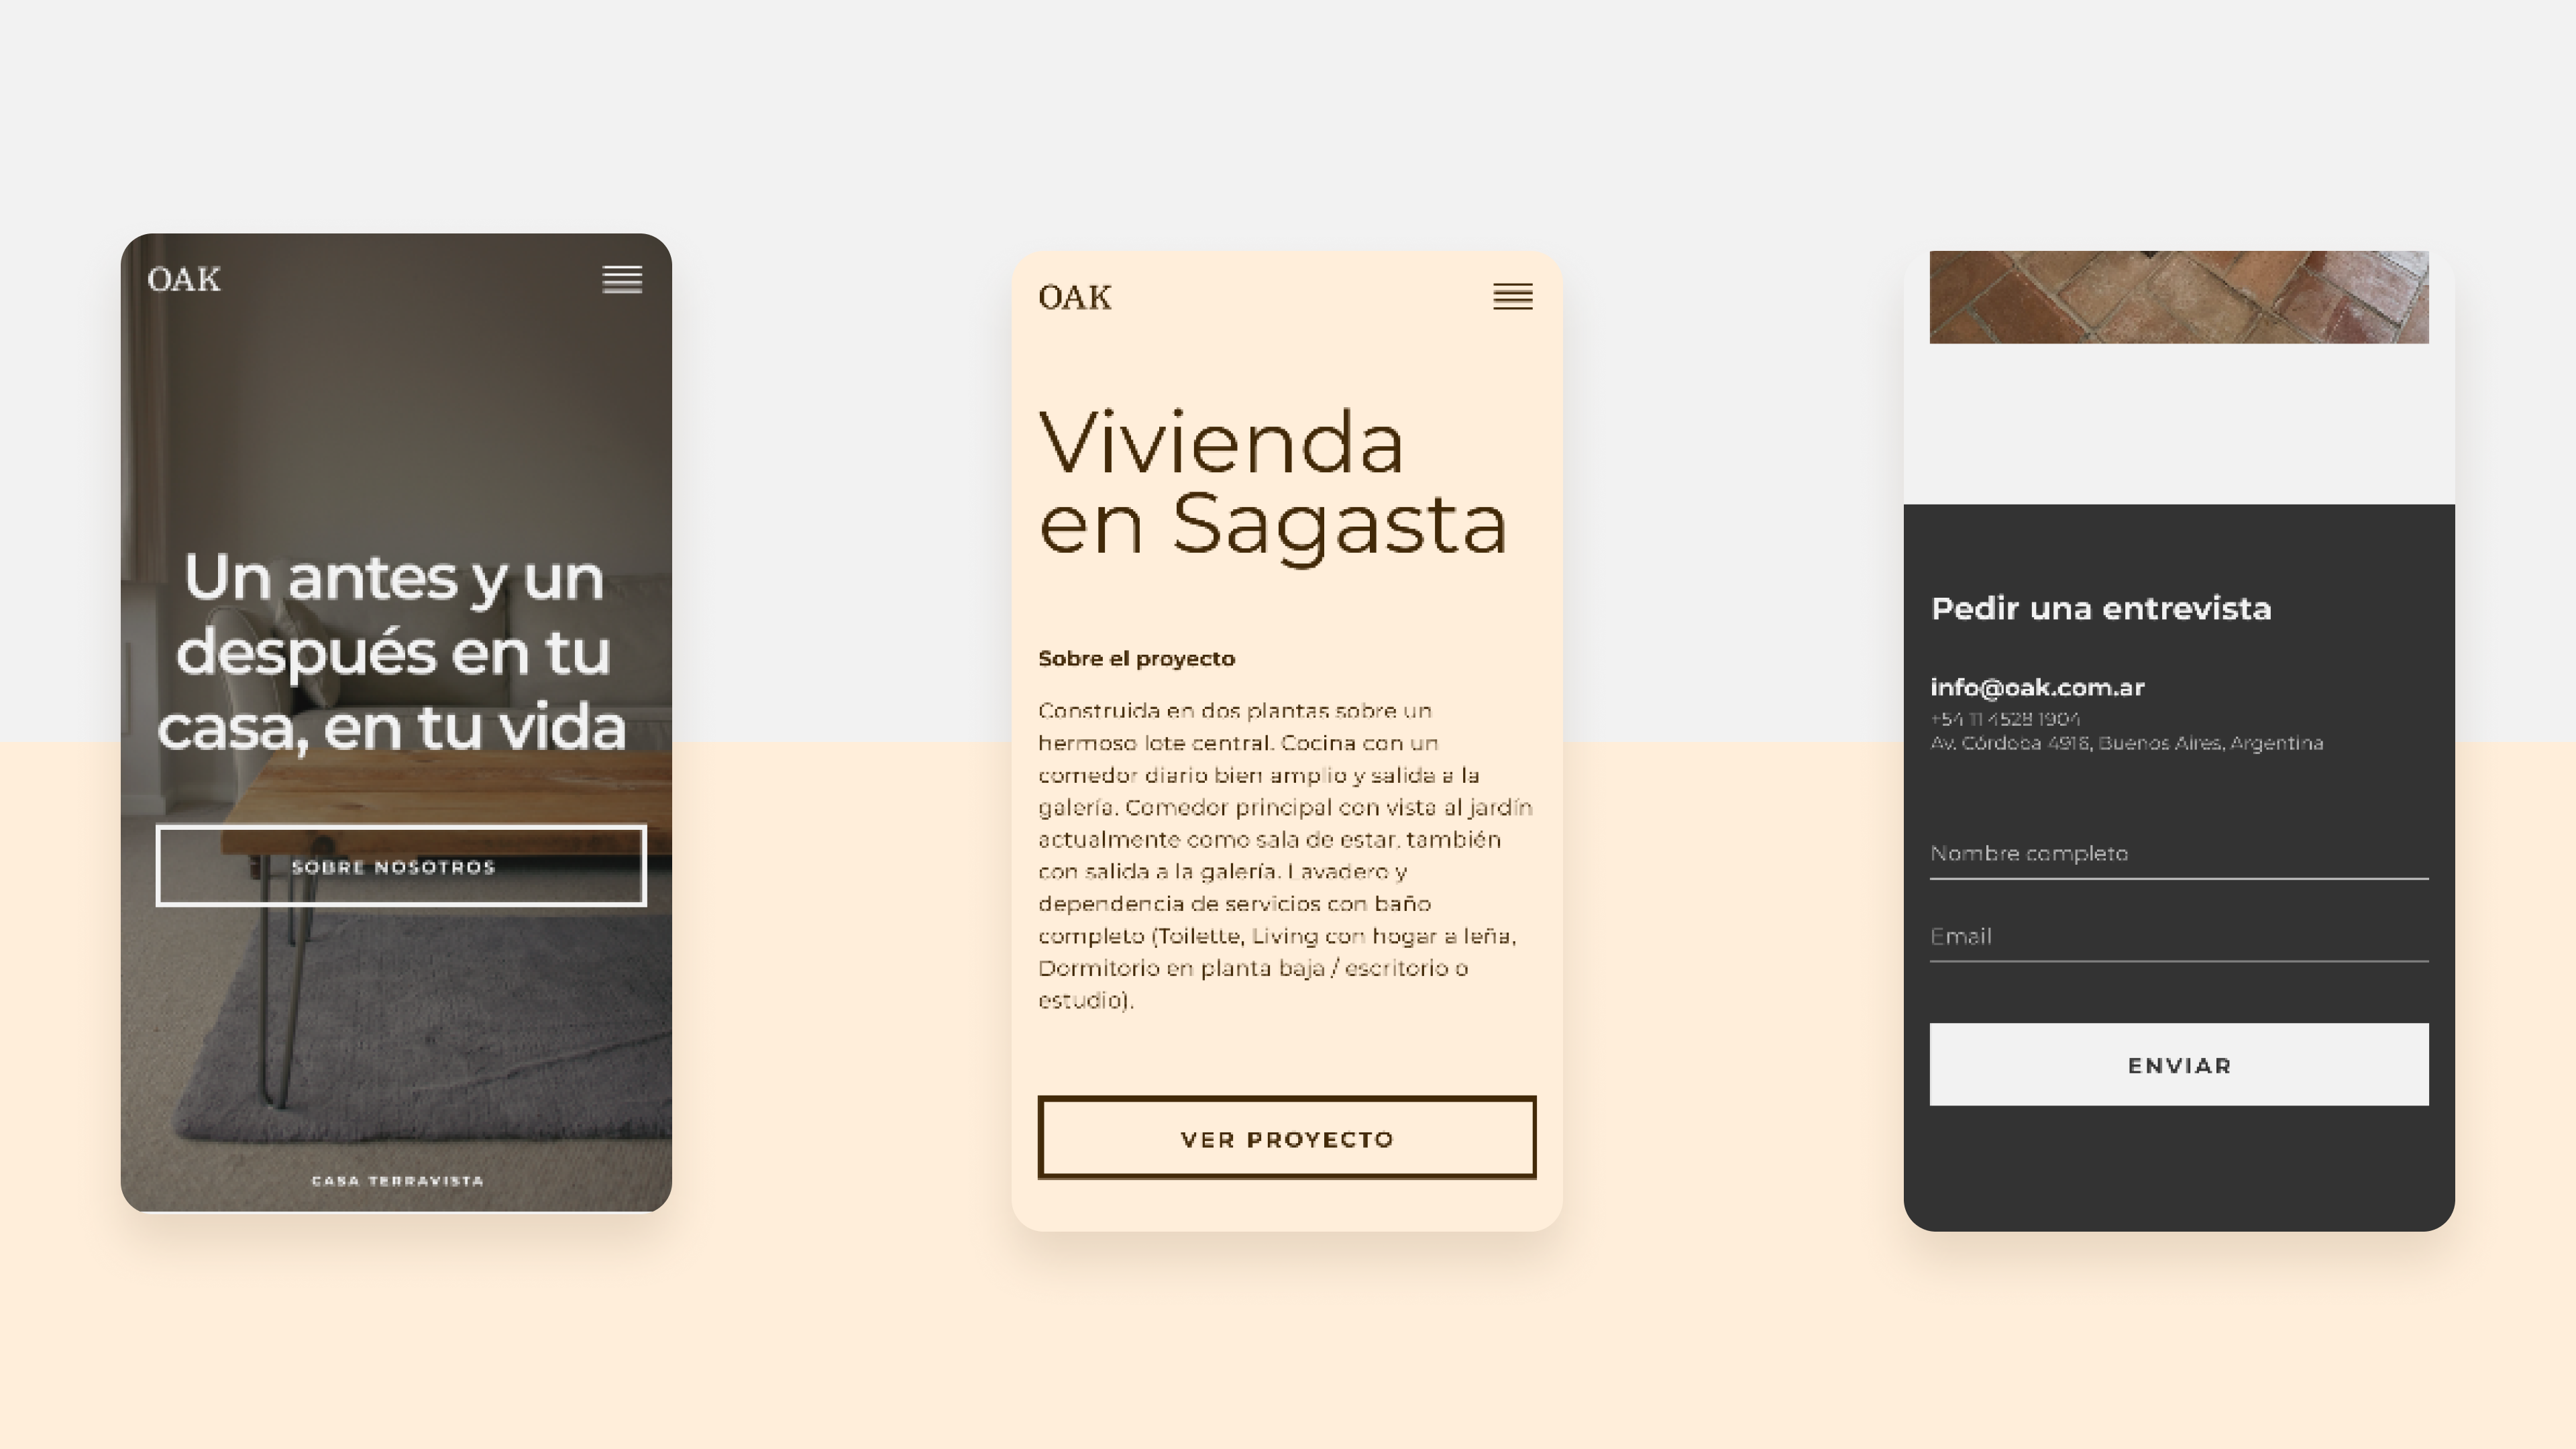 OAK
Un antes y un
después en tu
casa, en tu vida
SOBRE NOSOTROS
CASA TERRAVISTA
OAK
Vivienda
en Sagasta
Sobre el proyecto
Construida en dos plantas sobre un
hermoso lote central. Cocina con un
comedor diario bien amplio y salida a la
galería. Comedor principal con vista al jardín
actualmente como sala de estar, también
con salida a la galería. Lavadero y
dependencia de servicios con baño
completo (Toilette, Living con hogar a leña,
Dormitorio en planta baja / escritorio o
estudio).
VER PROYECTO
Pedir una entrevista
info@oak.com.ar
+54 11 4528 1904
Av. Córdoba 4916, Buenos Aires, Argentina
Nombre completo
Email
ENVIAR